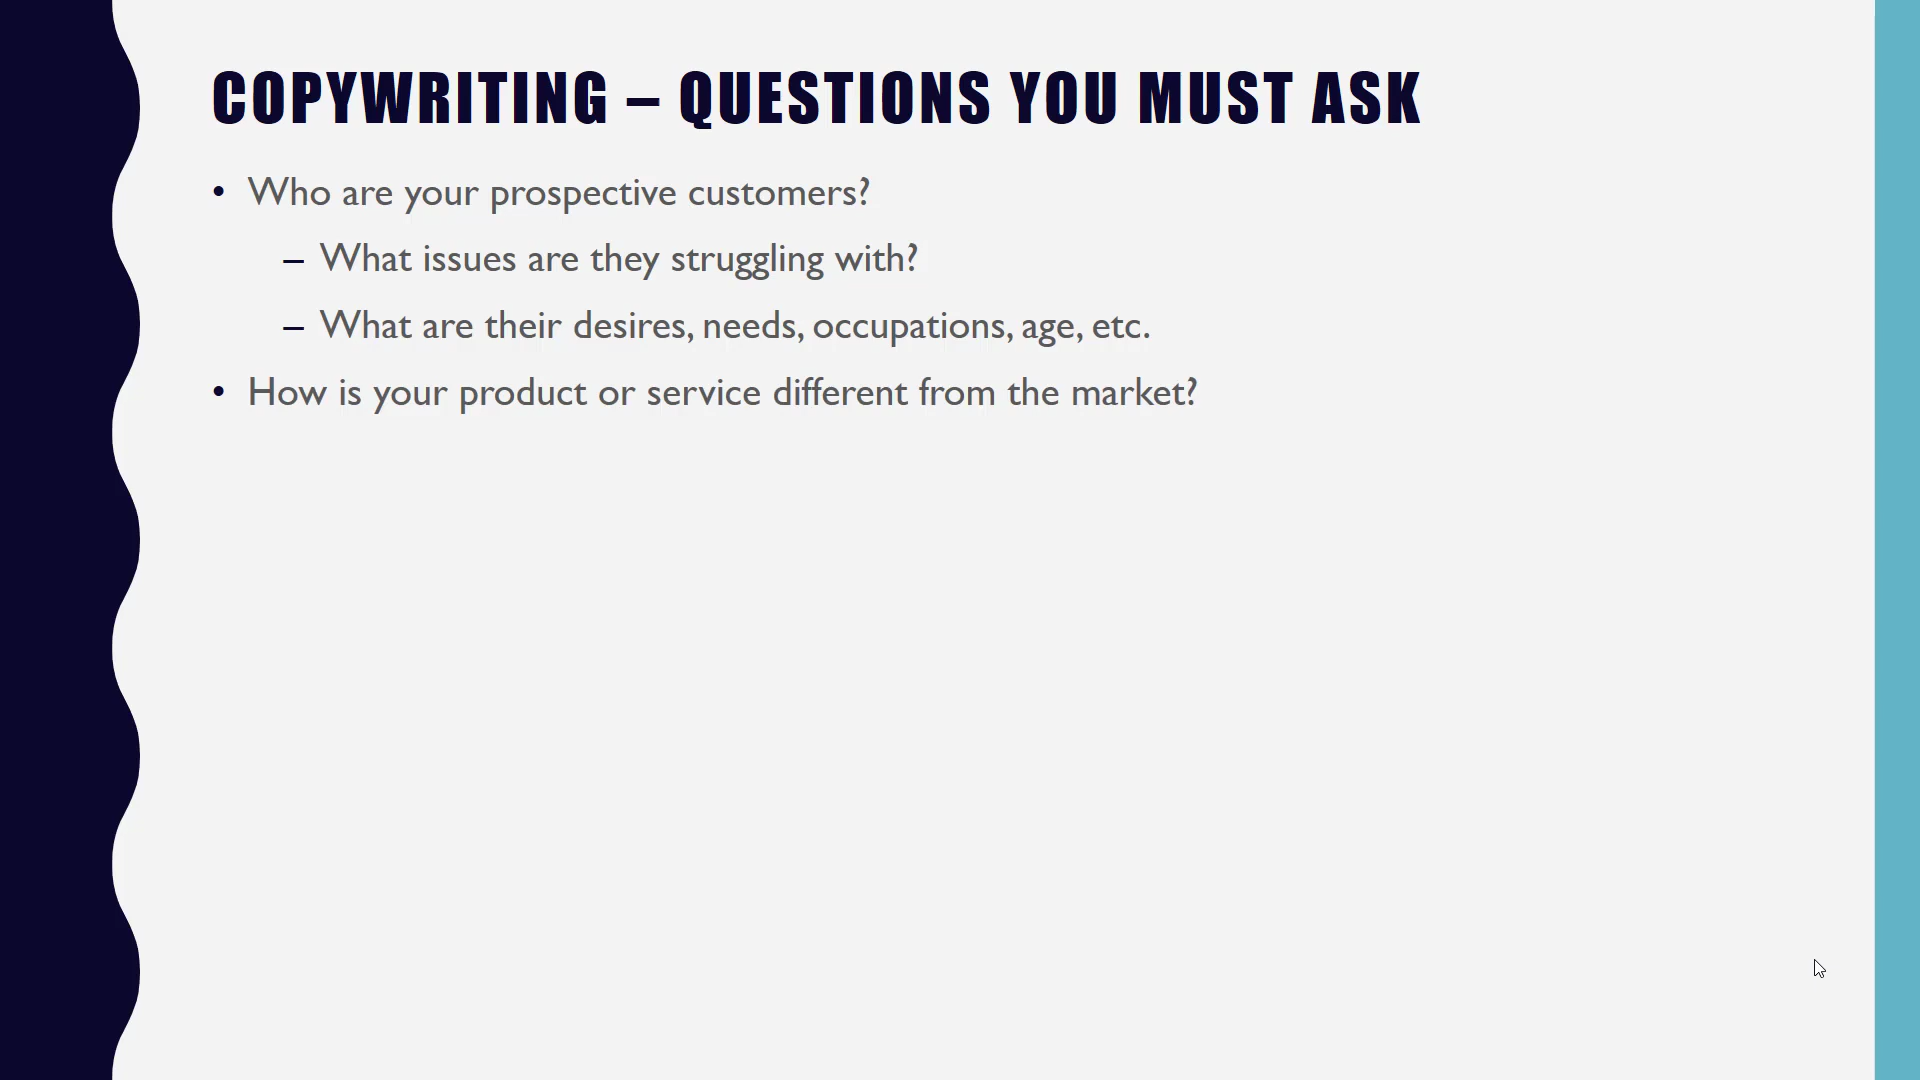 COPYWRITING – QUESTIONS YOU MUST ASK
• Who are your prospective customers?
– What issues are they struggling with?
– What are their desires, needs, occupations, age, etc.
• How is your product or service different from the market?